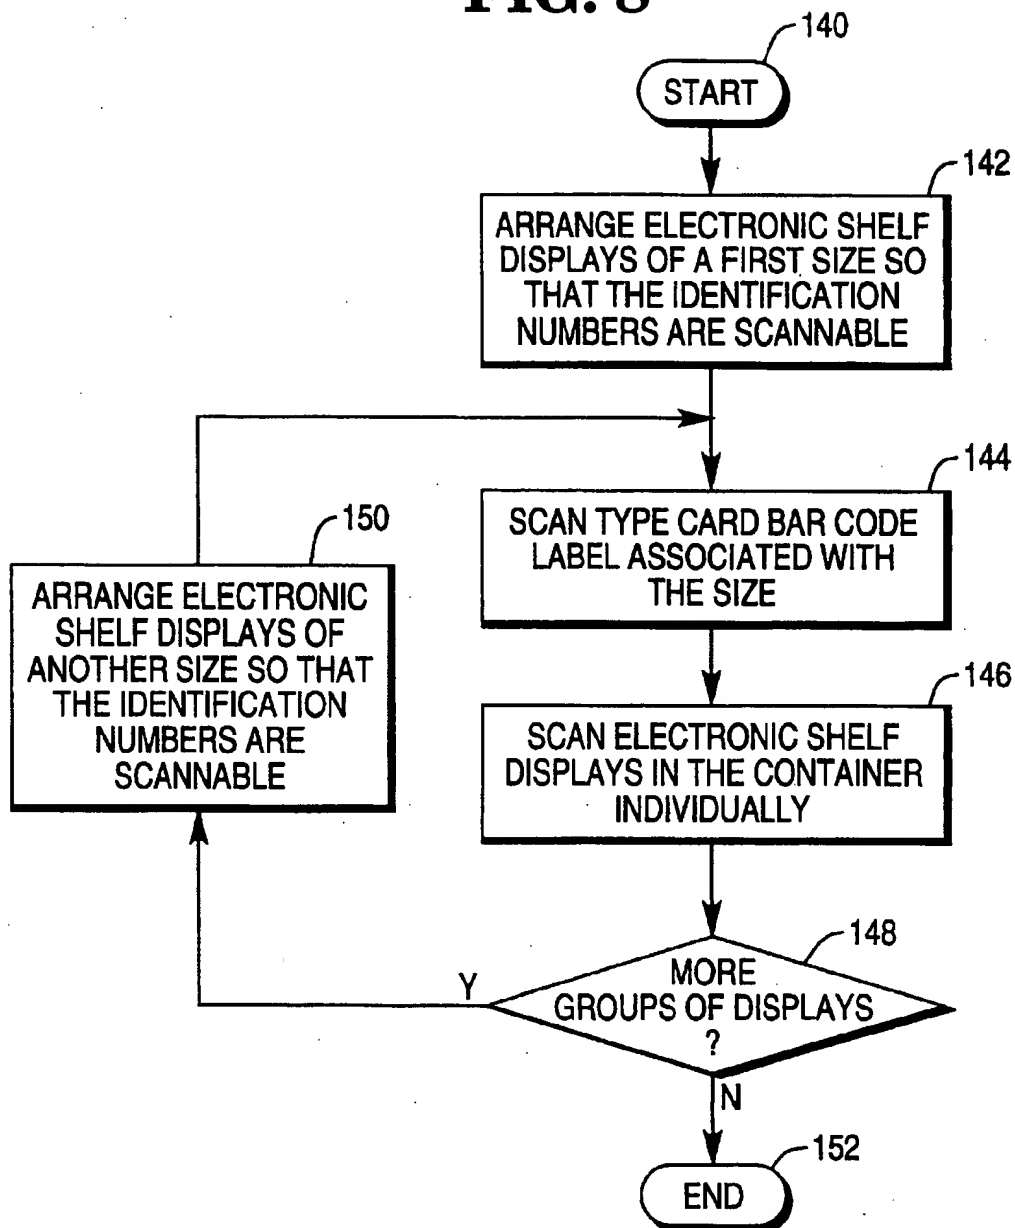 140
START
142
ARRANGE ELECTRONIC SHELF
DISPLAYS OF A FIRST SIZE SO
THAT THE IDENTIFICATION
NUMBERS ARE SCANNABLE
144
SCAN TYPE CARD BAR CODE
LABEL ASSOCIATED WITH
THE SIZE
150
ARRANGE ELECTRONIC
SHELF DISPLAYS OF
ANOTHER SIZE SO THAT
THE IDENTIFICATION
NUMBERS ARE
SCANNABLE
146
SCAN ELECTRONIC SHELF
DISPLAYS IN THE CONTAINER
INDIVIDUALLY
148
MORE
GROUPS OF DISPLAYS
?
Y
N
152
END